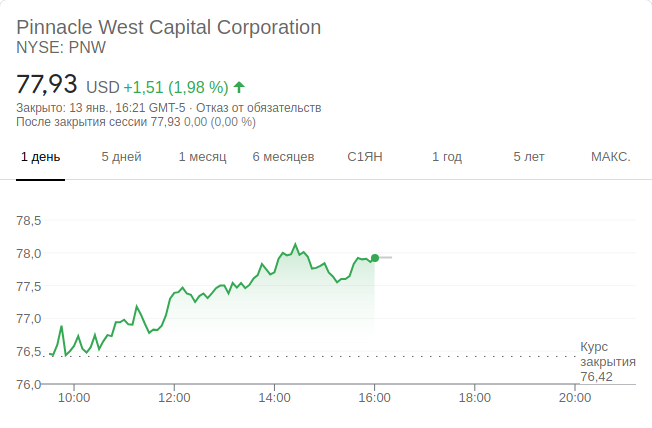 Pinnacle West Capital Corporation
NYSE: PNW
77,93 USD +1,51 (1,98 %)
Закрыто: 13 янв., 16:21 GMT-5 · Отказ от обязательств
После закрытия сессии 77,93 0,00 (0,00 %)
1 день 5 дней 1 месяц 6 месяцев С1ЯН 1 год 5 лет МАКС.
78,5
78,0
77,5
77,0
76,5
76,0
Курс
закрытия
76,42
10:00 12:00 14:00 16:00 18:00 20:00